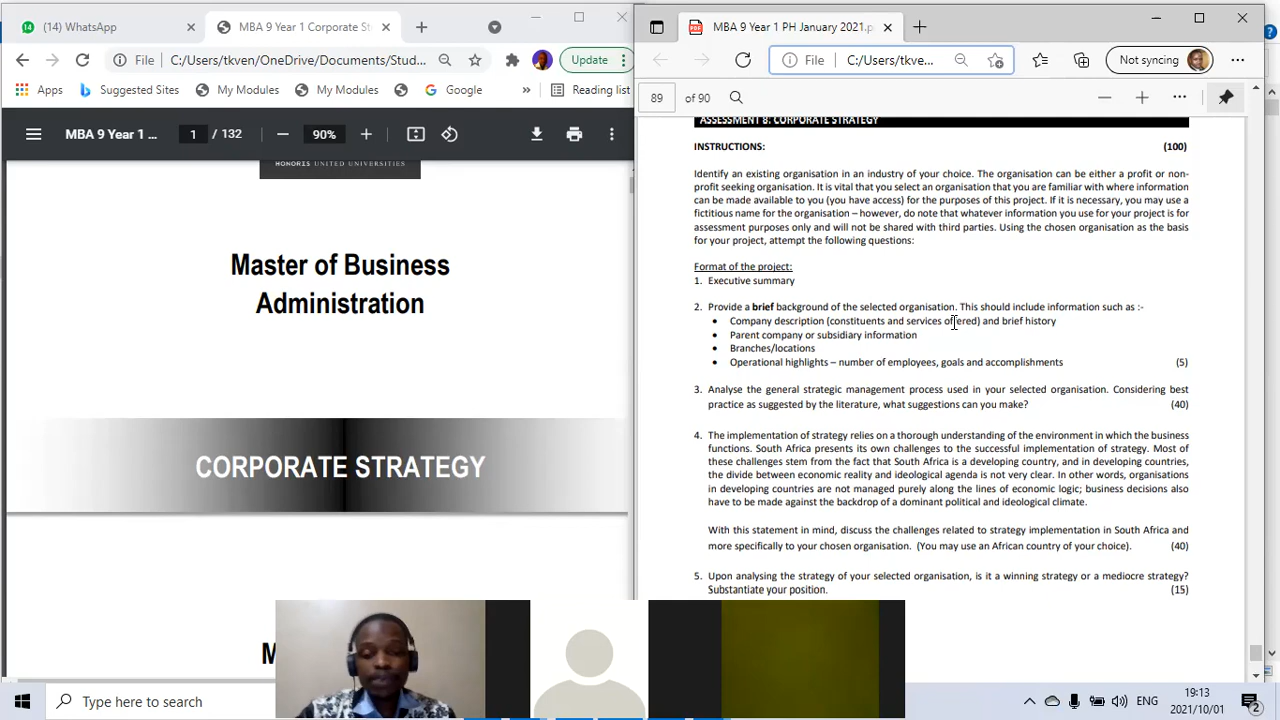 14
(14) WhatsApp
MBA 9 Year 1 Corporate St
File
C:/Users/tkven/OneDrive/Documents/Stud...
Update
Apps
Suggested Sites
My Modules
My Modules
Google
Reading list
MBA 9 Year 1 ...
1 / 132
90%
HONORIS UNITED UNIVERSITIES
Master of Business
Administration
CORPORATE STRATEGY
M
MBA 9 Year 1 PH January 2021.p
File
C:/Users/tkve...
Not syncing
89 of 90
ASSESSMENT 8: CORPORATE STRATEGY
INSTRUCTIONS: (100)
Identify an existing organisation in an industry of your choice. The organisation can be either a profit or non-
profit seeking organisation. It is vital that you select an organisation that you are familiar with where information
can be made available to you (you have access) for the purposes of this project. If it is necessary, you may use a
fictitious name for the organisation – however, do note that whatever information you use for your project is for
assessment purposes only and will not be shared with third parties. Using the chosen organisation as the basis
for your project, attempt the following questions:
Format of the project:
1. Executive summary
2. Provide a brief background of the selected organisation. This should include information such as :-
• Company description (constituents and services offered) and brief history
• Parent company or subsidiary information
• Branches/locations
• Operational highlights – number of employees, goals and accomplishments (5)
3. Analyse the general strategic management process used in your selected organisation. Considering best
practice as suggested by the literature, what suggestions can you make? (40)
4. The implementation of strategy relies on a thorough understanding of the environment in which the business
functions. South Africa presents its own challenges to the successful implementation of strategy. Most of
these challenges stem from the fact that South Africa is a developing country, and in developing countries,
the divide between economic reality and ideological agenda is not very clear. In other words, organisations
in developing countries are not managed purely along the lines of economic logic; business decisions also
have to be made against the backdrop of a dominant political and ideological climate.
With this statement in mind, discuss the challenges related to strategy implementation in South Africa and
more specifically to your chosen organisation. (You may use an African country of your choice). (40)
5. Upon analysing the strategy of your selected organisation, is it a winning strategy or a mediocre strategy?
Substantiate your position. (15)
Type here to search
ENG
19:13
2021/10/01
2